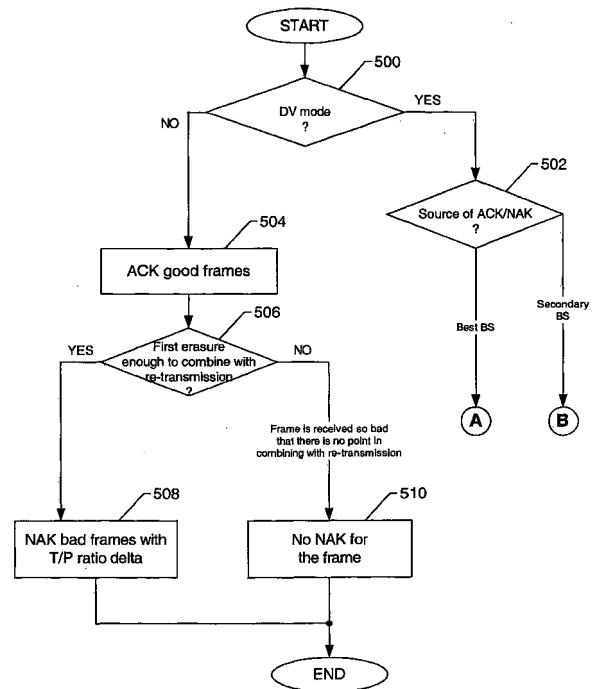 START
500
DV mode
?
NO
YES
502
Source of ACK/NAK
?
504
ACK good frames
Best BS
Secondary
BS
506
YES
First erasure
enough to combine with
re-transmission
?
NO
A
B
Frame is received so bad
that there is no point in
combining with re-transmission
508
NAK bad frames with
T/P ratio delta
510
No NAK for
the frame
END